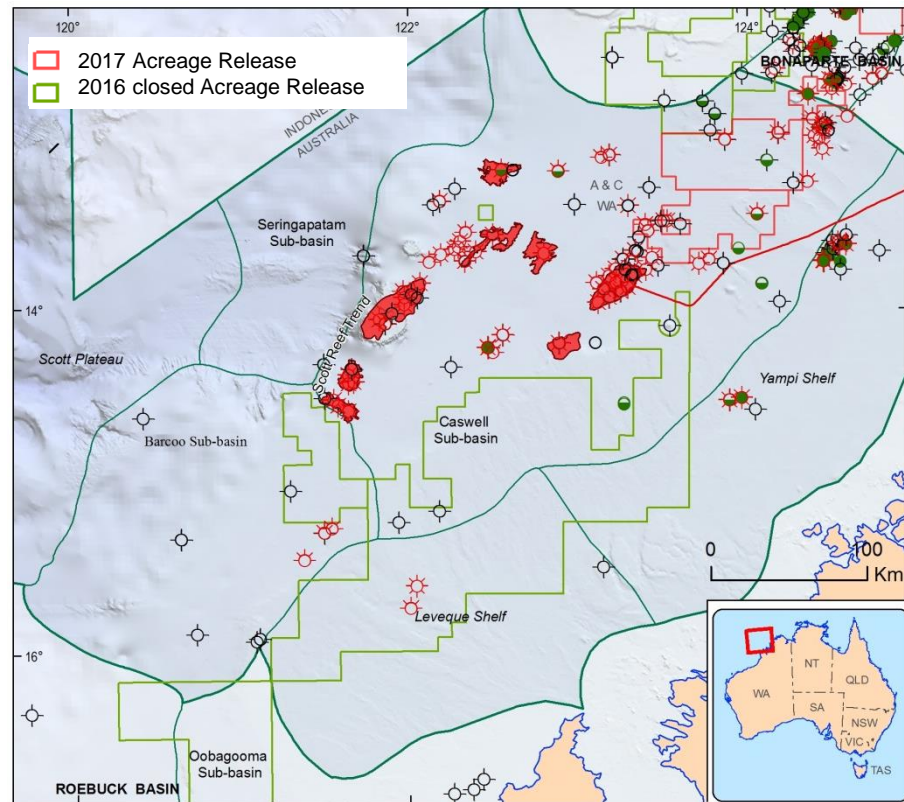 120°
122°
124°
2017 Acreage Release
2016 closed Acreage Release
BONAPARTE BASIN
INDONESIA
AUSTRALIA
A & C
WA
Seringapatam
Sub-basin
14°
14°
Scott Reef Trend
Scott Plateau
Yampi Shelf
Caswell
Sub-basin
Barcoo Sub-basin
0
100
Km
Leveque Shelf
16°
Oobagooma
Sub-basin
ROEBUCK BASIN
WA
NT
QLD
SA
NSW
VIC
TAS